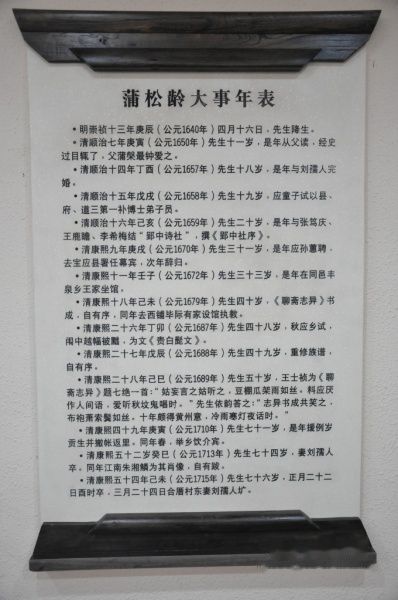 蒲松龄大事年表
•明崇祯十三年庚辰（公元1640年）四月十六日，先生降生。
•清顺治七年庚寅（公元1650年）先生十一岁，是年从父读，经史
过目辄了，父蒲槃最钟爱之。
•清顺治十四年丁酉（公元1657年）先生十八岁，是年与刘孺人完
婚。
•清顺治十五年戊戌（公元1658年）先生十九岁，应童子试以县、
府、道三第一补博士弟子员。
•清顺治十六年己亥（公元1659年）先生二十岁，是年与张笃庆、
王鹿瞻、李希梅结“郢中诗社”，撰《郢中社序》。
•清康熙九年庚戌（公元1670年）先生三十一岁，是年应孙蕙聘，
去宝应县署任幕宾，次年辞归。
•清康熙十一年壬子（公元1672年）先生三十三岁，是年在同邑丰
泉乡王家坐馆。
•清康熙十八年己未（公元1679年）先生四十岁，《聊斋志异》书
成，自有序，同年去西铺毕际有家设馆执教。
•清康熙二十六年丁卯（公元1687年）先生四十八岁，秋应乡试，
闱中越幅被黜，为文《责白髭文》。
•清康熙二十七年戊辰（公元1688年）先生四十九岁，重修族谱，
自有序。
•清康熙二十八年己巳（公元1689年）先生五十岁，王士祯为《聊
斋志异》题七绝一首：“姑妄言之姑听之，豆棚瓜架雨如丝。料应厌
作人间语，爱听秋坟鬼唱时。”先生依韵答之：“志异书成共笑之，
布袍萧索鬓如丝。十年颇得黄州意，冷雨寒灯夜话时。”
•清康熙四十九年庚寅（公元1710年）先生七十一岁，是年援例岁
贡生并撤帐返里。同年春，举乡饮介宾。
•清康熙五十二岁癸巳（公元1713年）先生七十四岁，妻刘孺人
卒。同年江南朱湘鳞为其肖像，自有跋。
•清康熙五十四年己未（公元1715年）先生七十六岁，正月二十二
日酉时卒，三月二十四日合厝村东妻刘孺人圹。